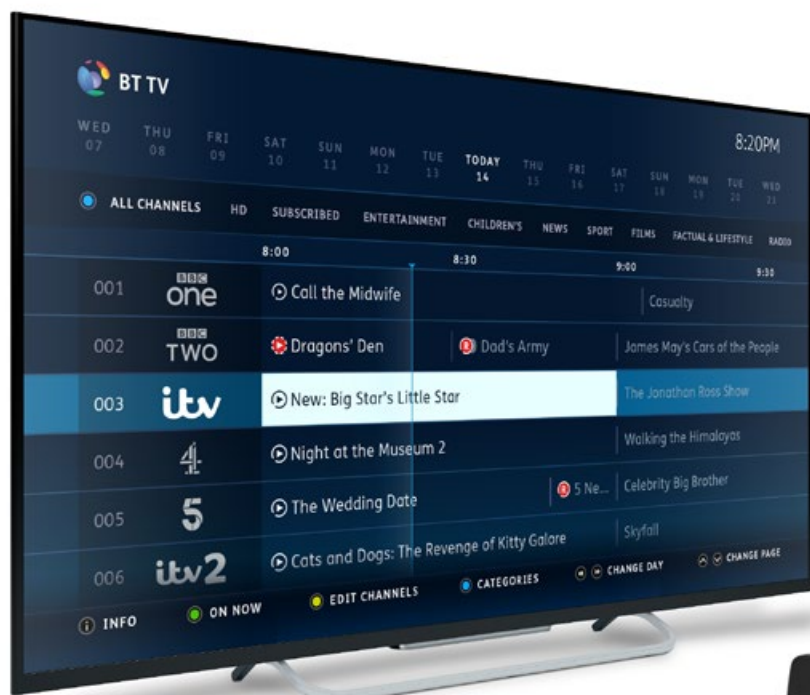 BT TV
8:20PM
WED THU FRI SAT SUN MON TUE TODAY THU FRI SAT SUN MON TUE WED
07 08 09 10 11 12 13 14 15 16 17 18 19 20 21
ALL CHANNELS HD SUBSCRIBED ENTERTAINMENT CHILDREN'S NEWS SPORT FILMS FACTUAL & LIFESTYLE RADIO
8:00 8:30 9:00 9:30
001 BBC one Call the Midwife Casualty
002 BBC TWO Dragons' Den R Dad's Army James May's Cars of the People
003 itv New: Big Star's Little Star The Jonathan Ross Show
004 4 Night at the Museum 2 Walking the Himalayas
005 5 The Wedding Date R 5 Ne... Celebrity Big Brother
006 itv2 Cats and Dogs: The Revenge of Kitty Galore Skyfall
i INFO ON NOW EDIT CHANNELS CATEGORIES CHANGE DAY CHANGE PAGE